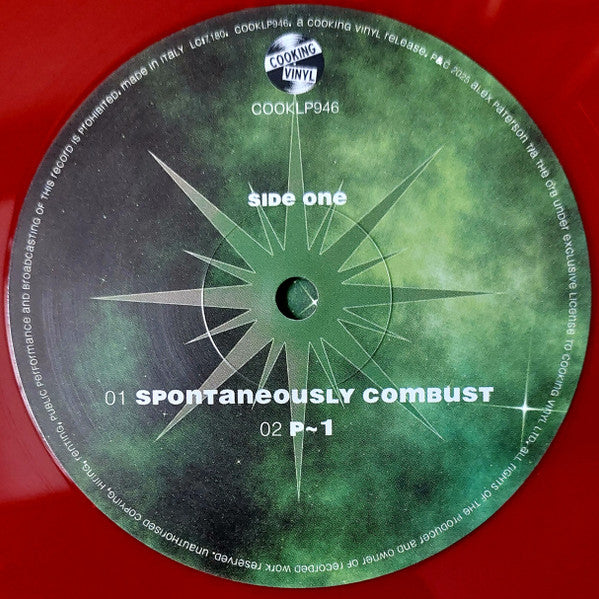 COOKING
VINYL
COOKLP946
SIDE ONE
01 SPONTANEOUSLY COMBUST
02 P~1
made in Italy LC17180. COOKLP946. a cooking vinyl release. P&C 2025 alex paterson t/a the orb under exclusive license to cooking vinyl ltd. all rights of the producer and owner of recorded work reserved. unauthorised copying, hiring, renting, public performance and broadcasting of this record is prohibited.